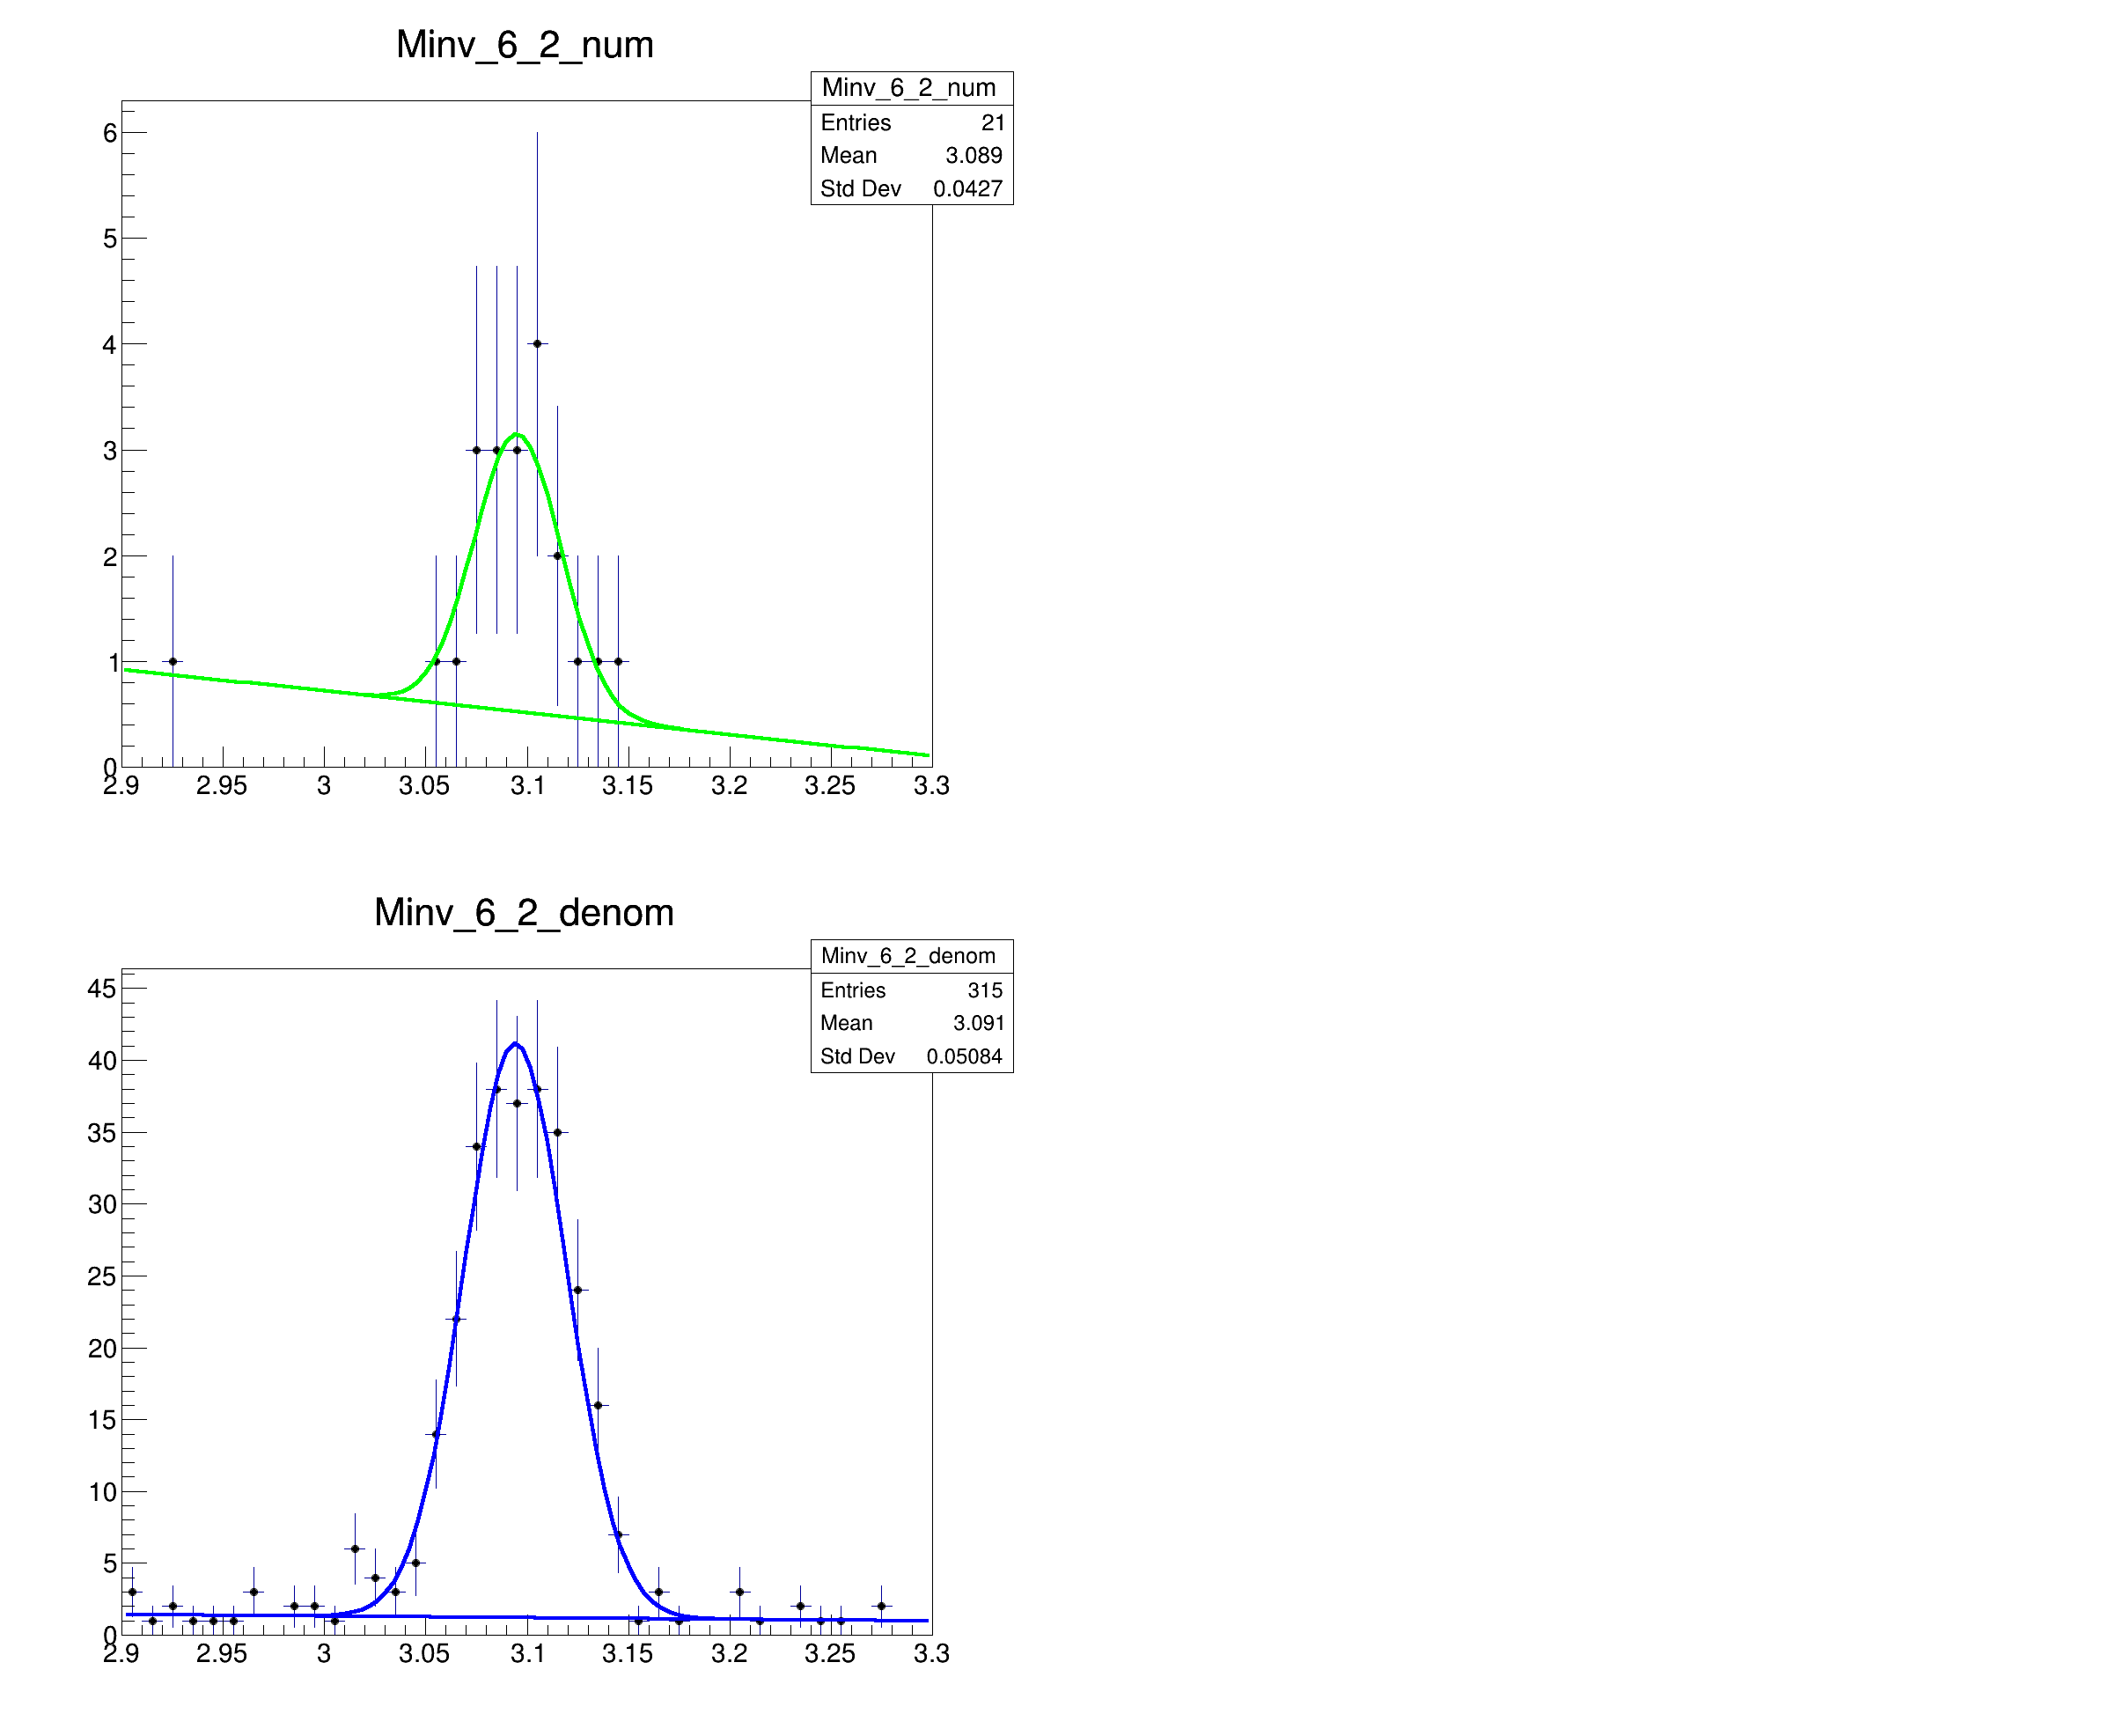 Minv_6_2_num
Minv_6_2_num
Entries 21
Mean 3.089
Std Dev 0.0427
6
5
4
3
2
1
0
2.9 2.95 3 3.05 3.1 3.15 3.2 3.25 3.3
Minv_6_2_denom
Minv_6_2_denom
Entries 315
Mean 3.091
Std Dev 0.05084
45
40
35
30
25
20
15
10
5
0
2.9 2.95 3 3.05 3.1 3.15 3.2 3.25 3.3